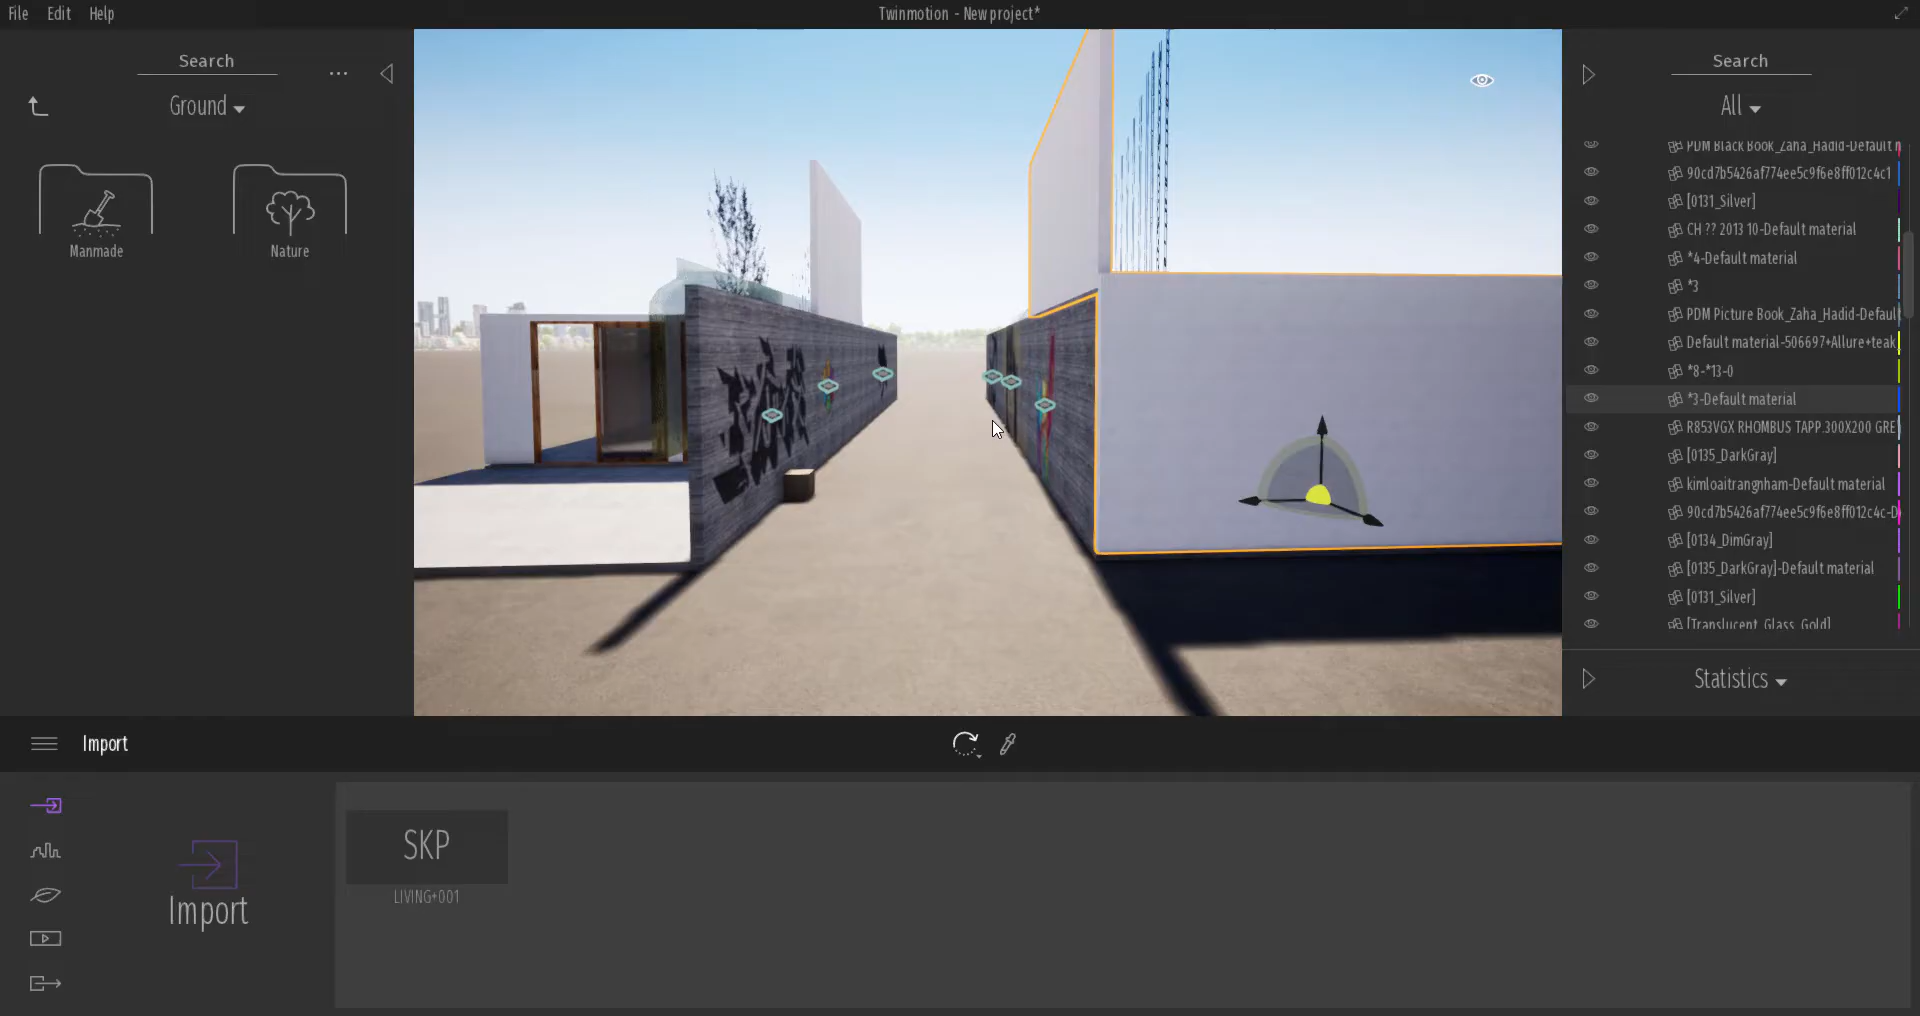 File Edit Help
Twinmotion - New project*
Search
...
Ground
Manmade
Nature
Search
All
PDM Black Book_Zaha_Hadid-Default
90cd7b5426af774ee5c9f6e8ff012c4c1
[0131_Silver]
CH ?? 2013 10-Default material
*4-Default material
*3
PDM Picture Book_Zaha_Hadid-Default
Default material-506697+Allure+teak
*8-*13-0
*3-Default material
R853VGX RHOMBUS TAPP.300X200 GRE
[0135_DarkGray]
kimloaitrangnham-Default material
90cd7b5426af774ee5c9f6e8ff012c4c-D
[0134_DimGray]
[0135_DarkGray]-Default material
[0131_Silver]
[Translucent_Glass_Gold]
Statistics
Import
Import
SKP
LIVING+001